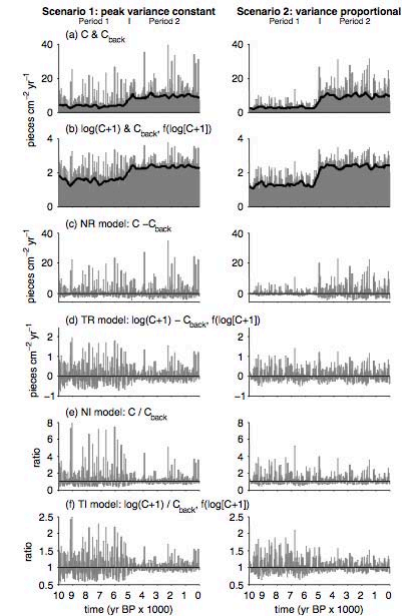 Scenario 1: peak variance constant
Scenario 2: variance proportional
Period 1 | Period 2
Period 1 | Period 2
(a) C & Cback
pieces cm−2 yr−1
40
20
0
40
20
0
(b) log(C+1) & Cback, f(log[C+1])
4
2
0
4
2
0
(c) NR model: C −Cback
pieces cm−2 yr−1
40
20
0
40
20
0
(d) TR model: log(C+1) − Cback, f(log[C+1])
pieces cm−2 yr−1
2
1
0
−1
2
1
0
−1
(e) NI model: C / Cback
ratio
8
6
4
2
0
8
6
4
2
0
(f) TI model: log(C+1) / Cback, f(log[C+1])
ratio
2.5
2
1.5
1
0.5
2.5
2
1.5
1
0.5
10 9 8 7 6 5 4 3 2 1 0
10 9 8 7 6 5 4 3 2 1 0
time (yr BP x 1000)
time (yr BP x 1000)